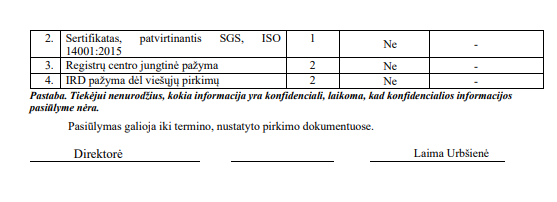 2. Sertifikatas, patvirtinantis SGS, ISO 14001:2015 1 Ne -
3. Registrų centro jungtinė pažyma 2 Ne -
4. IRD pažyma dėl viešųjų pirkimų 2 Ne -
Pastaba. Tiekėjui nenurodžius, kokia informacija yra konfidenciali, laikoma, kad konfidencialios informacijos
pasiūlyme nėra.
Pasiūlymas galioja iki termino, nustatyto pirkimo dokumentuose.
Direktorė Laima Urbšienė